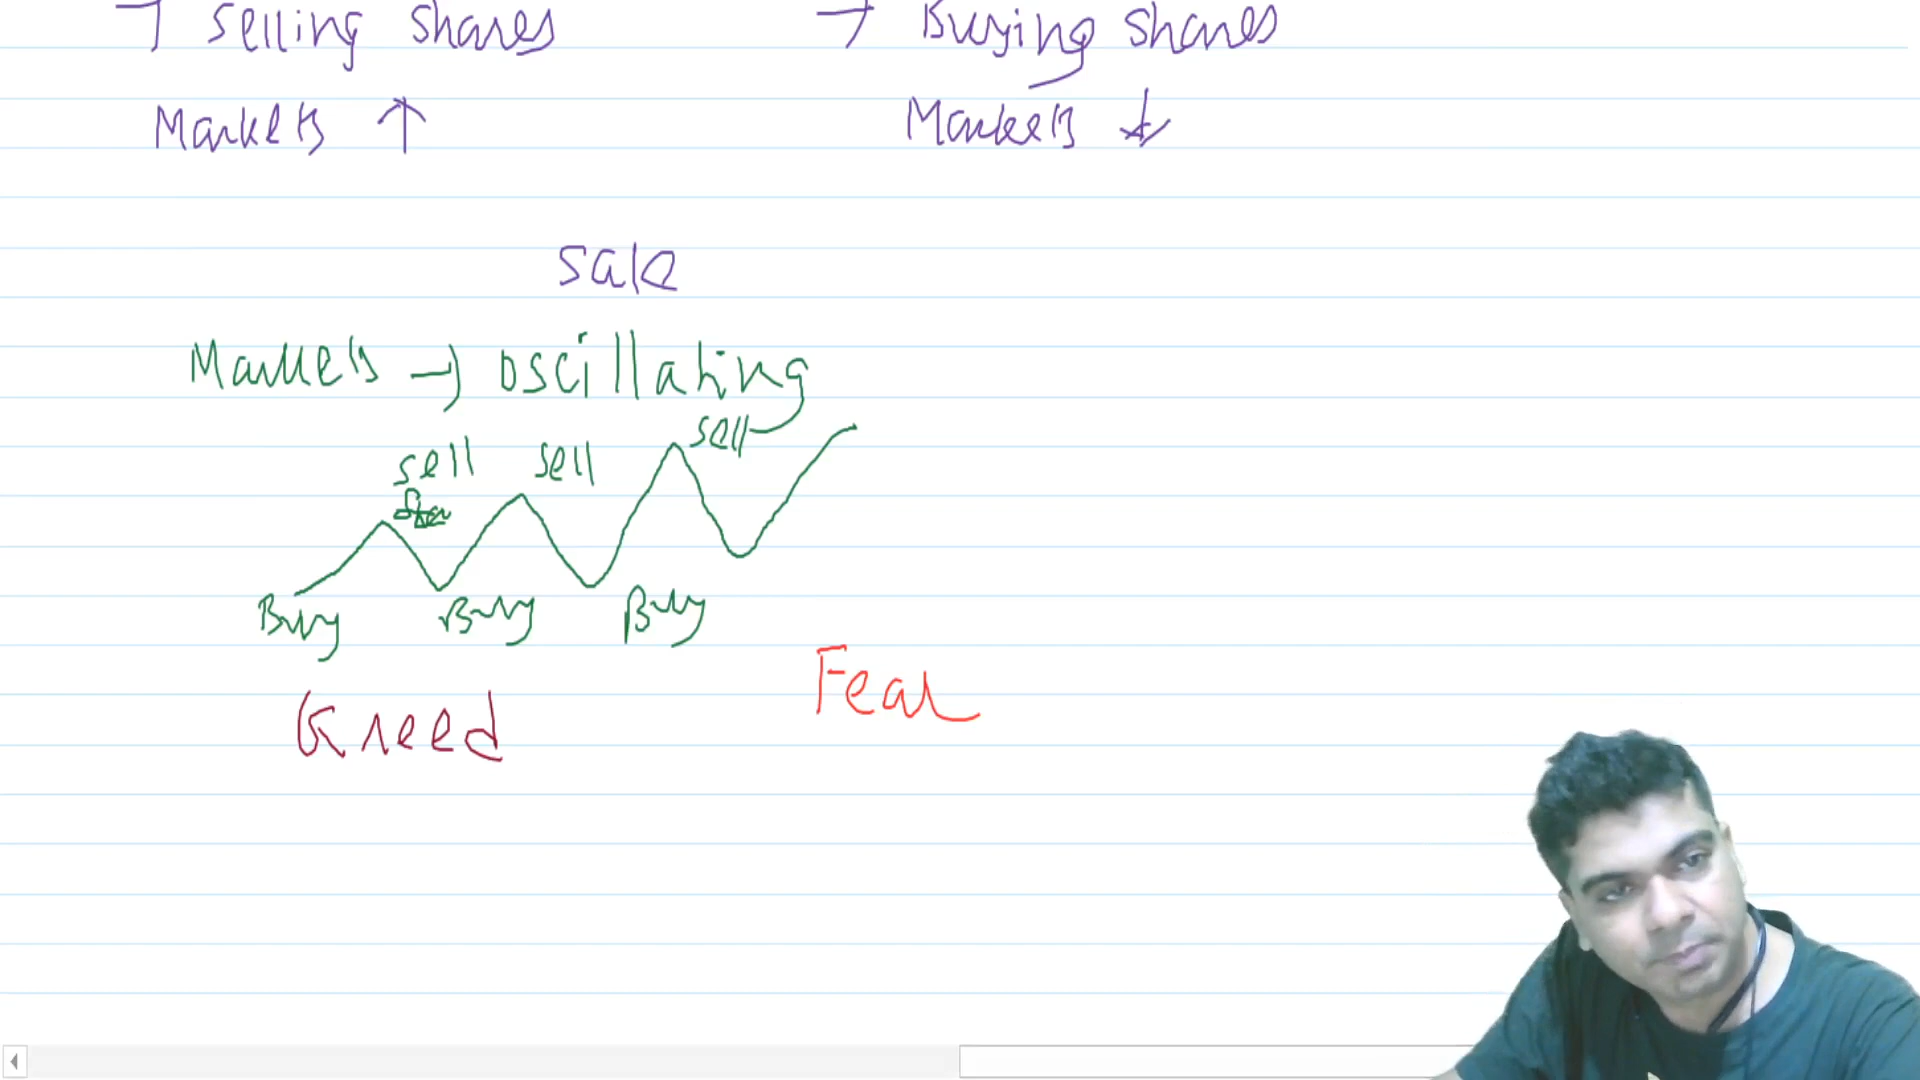 → Selling shares → Buying shares
Markets ↑ Markets ↓
Sale
Markets → oscillating
sell sell sell
Buy Buy Buy
Greed Fear